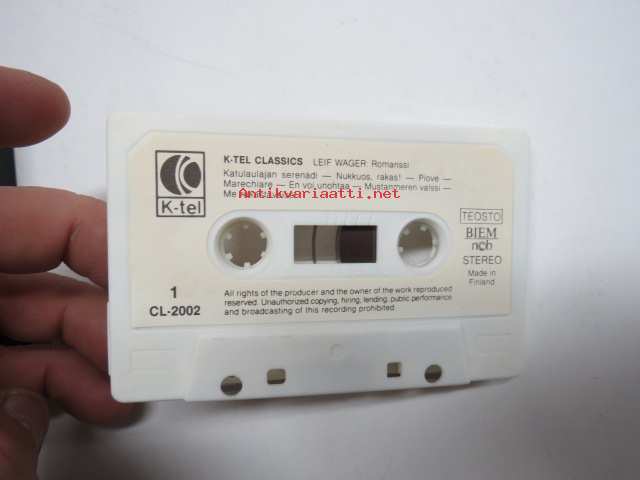 K-TEL CLASSICS LEIF WAGER: Romanssi
Katulaulajan serenadi — Nukkuos, rakas! — Piove —
Marechiare — En voi unohtaa — Mustanmeren valssi —
Me
Antikvariaatti.net
K-tel
TEOSTO
BIEM
ncb
STEREO
Made in
Finland
1
CL-2002
All rights of the producer and the owner of the work reproduced
reserved. Unauthorized copying, hiring, lending, public performance
and broadcasting of this recording prohibited.